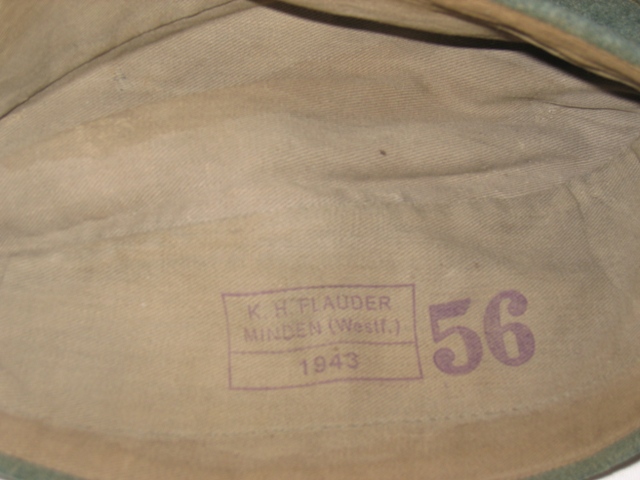 K. H. FLAUDER
MINDEN (Westf.)
1943
56